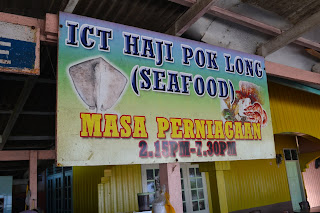 ICT HAJI POK LONG
(SEAFOOD)
MASA PERNIAGAAN
2.15PM-7.30PM